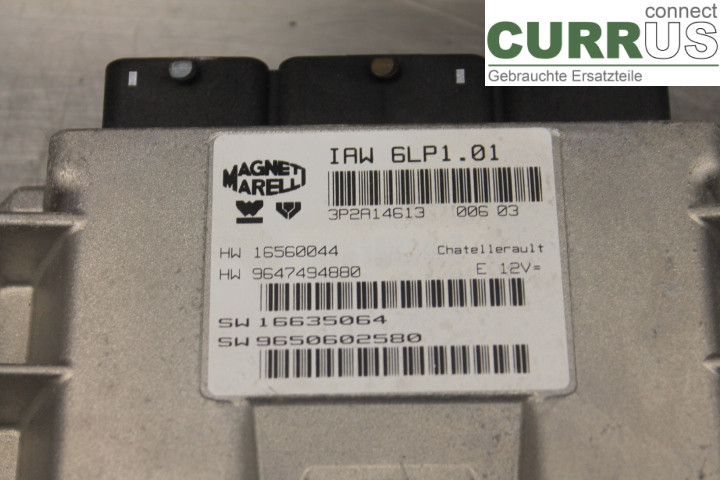 connect
CURRUS
Gebrauchte Ersatzteile
IAW 6LP1.01
MAGNETI
MARELLI
3P2A14613 006 03
HW 16560044 Chatellerault
HW 9647494880 E 12V=
SW 16635064
SW 9650602580